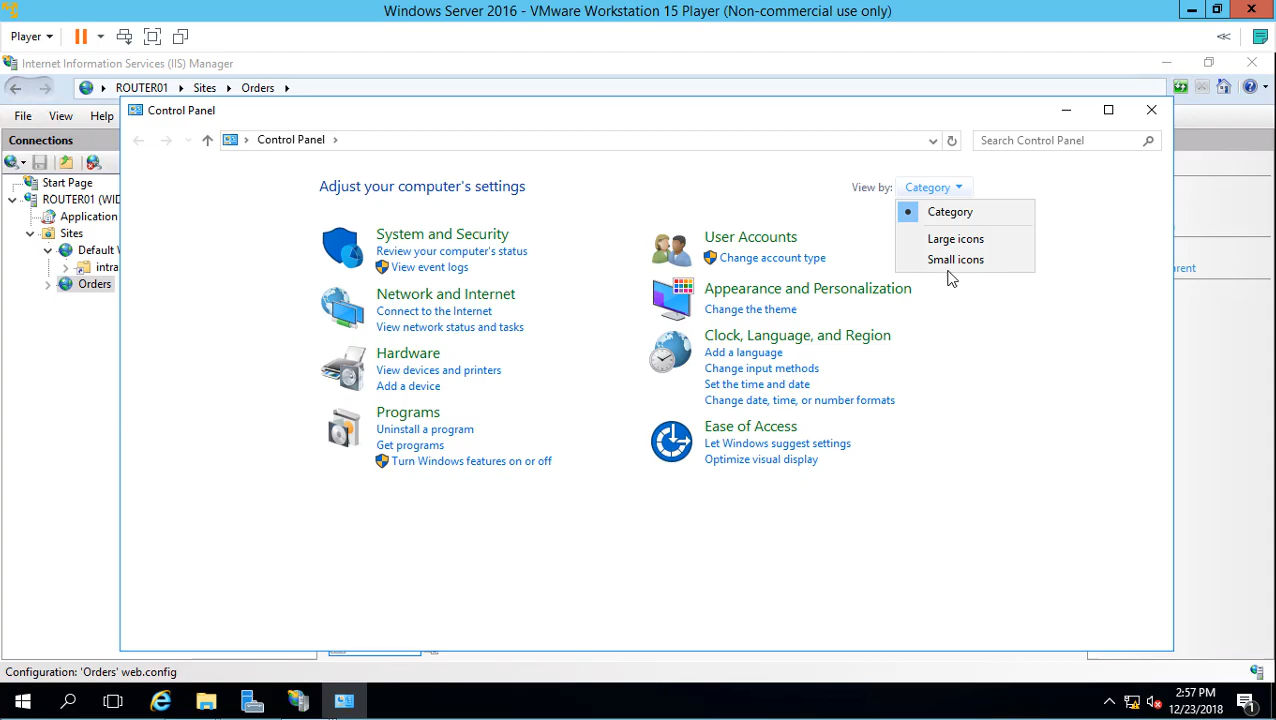 Windows Server 2016 - VMware Workstation 15 Player (Non-commercial use only)
Player
Internet Information Services (IIS) Manager
ROUTER01 Sites Orders
File View Help
Control Panel
Connections
Control Panel
Search Control Panel
Start Page
ROUTER01 (WID
Application
Sites
Default W
intra
Orders
Adjust your computer's settings
View by: Category
Category
Large icons
Small icons
System and Security
Review your computer's status
View event logs
Network and Internet
Connect to the Internet
View network status and tasks
Hardware
View devices and printers
Add a device
Programs
Uninstall a program
Get programs
Turn Windows features on or off
User Accounts
Change account type
Appearance and Personalization
Change the theme
Clock, Language, and Region
Add a language
Change input methods
Set the time and date
Change date, time, or number formats
Ease of Access
Let Windows suggest settings
Optimize visual display
arent
Configuration: 'Orders' web.config
2:57 PM
12/23/2018
1